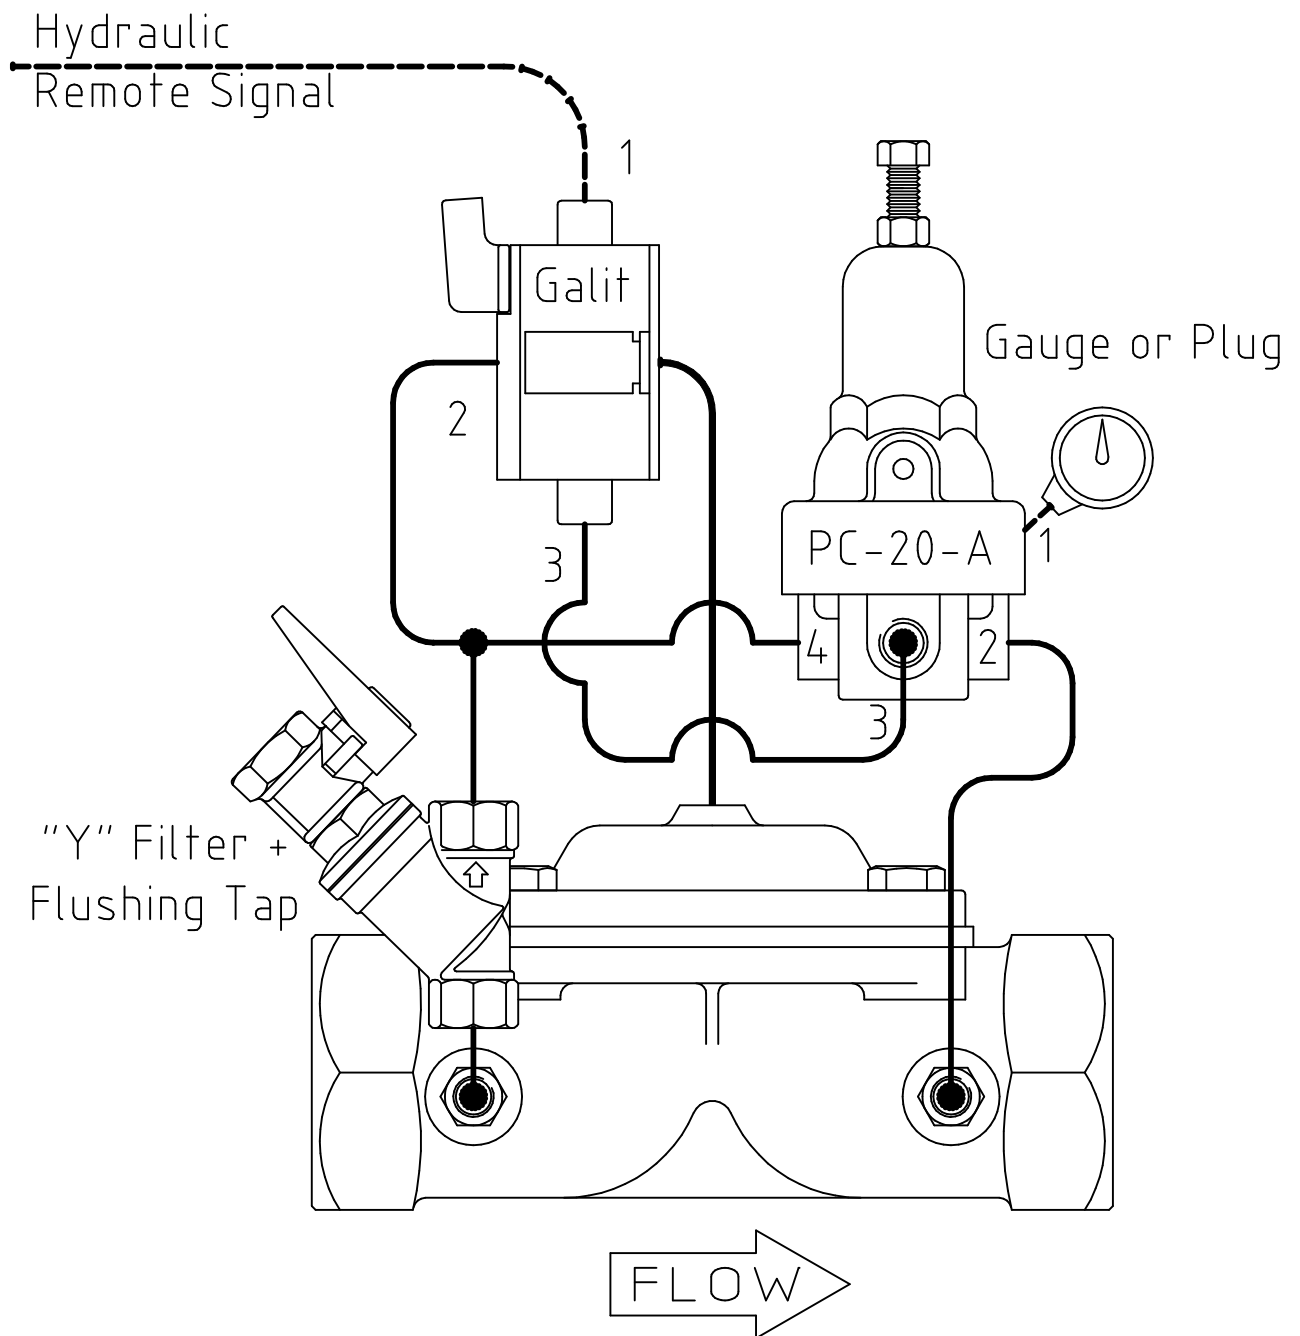 Hydraulic
Remote Signal
1
Galit
Gauge or Plug
2
PC-20-A
1
3
4
2
3
"Y" Filter +
Flushing Tap
FLOW